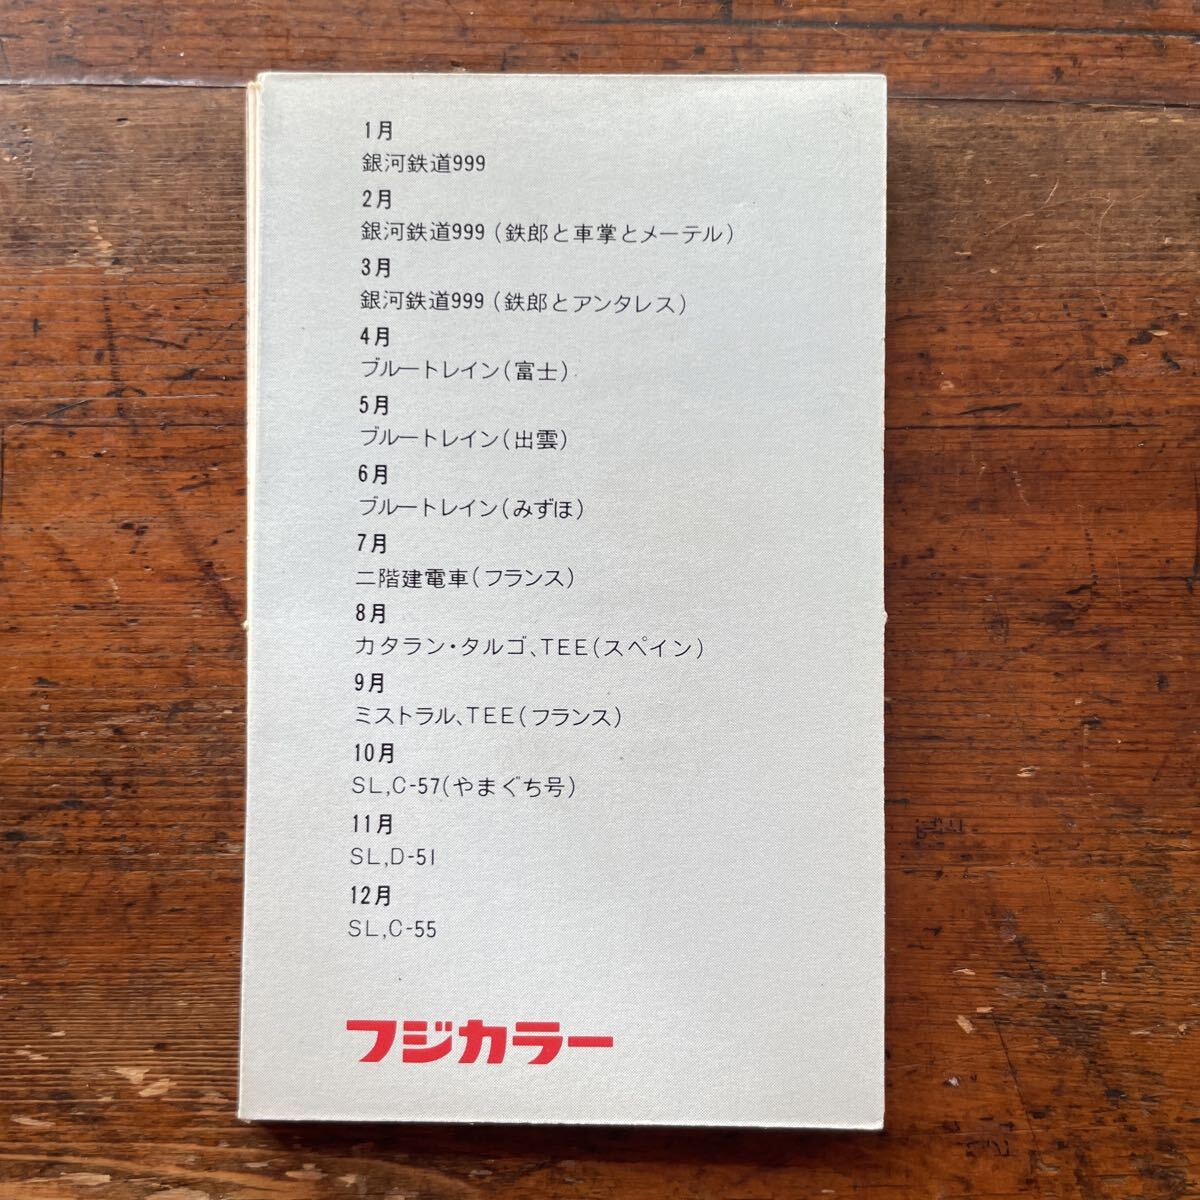 1月
銀河鉄道999
2月
銀河鉄道999(鉄郎と車掌とメーテル)
3月
銀河鉄道999(鉄郎とアンタレス)
4月
ブルートレイン(富士)
5月
ブルートレイン(出雲)
6月
ブルートレイン(みずほ)
7月
二階建電車(フランス)
8月
カタラン・タルゴ、TEE(スペイン)
9月
ミストラル、TEE(フランス)
10月
SL,C-57(やまぐち号)
11月
SL,D-51
12月
SL,C-55
フジカラー